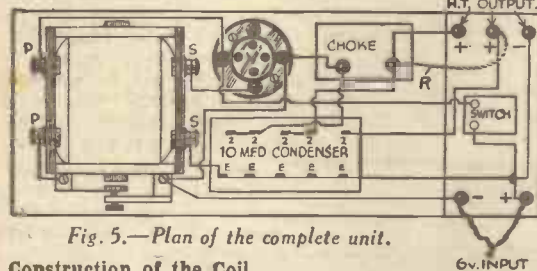 H.T. OUTPUT.
+ + -
P S
CHOKE
R
P S
SWITCH
2 2 2 2 2
10 MFD CONDENSER
E E E E E
- +
6v. INPUT
Fig. 5.—Plan of the complete unit.
Construction of the Coil